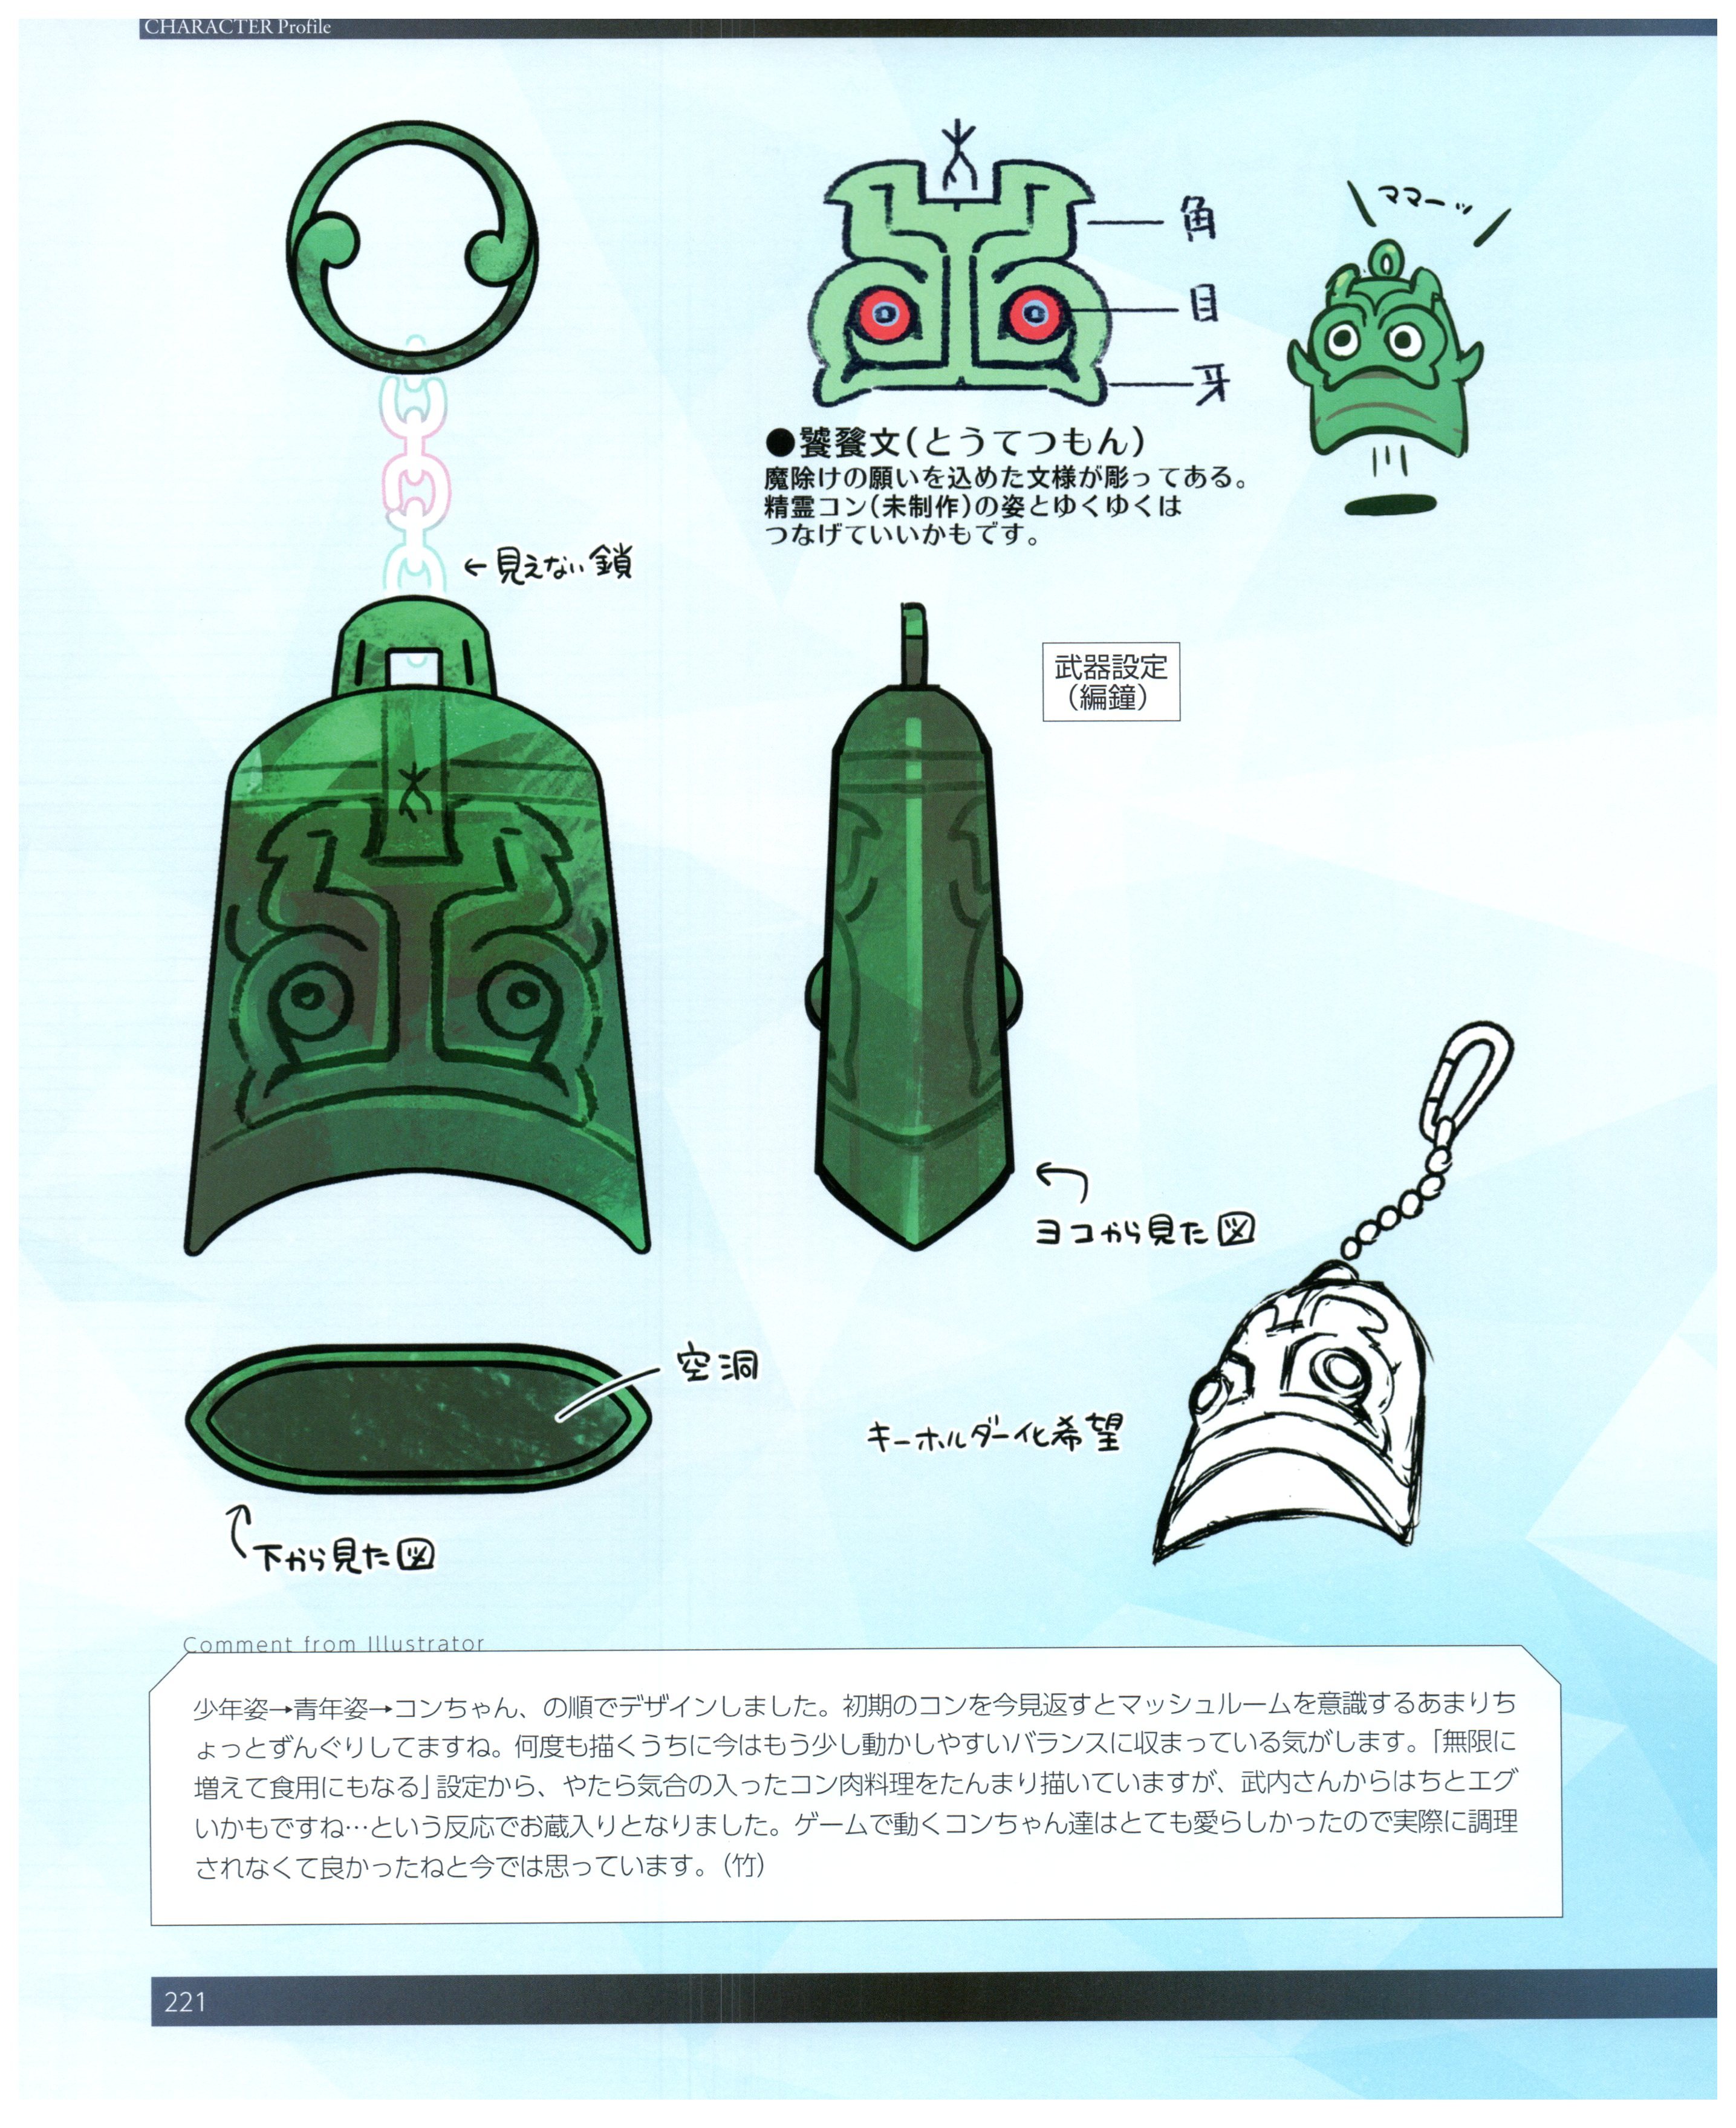 CHARACTER Profile
ママーッ
角
目
牙
●饕餮文(とうてつもん)
魔除けの願いを込めた文様が彫ってある。
精霊コン(未制作)の姿とゆくゆくは
つなげていいかもです。
←見えない鎖
武器設定
(編鐘)
ヨコから見た図
空洞
キーホルダー化希望
下から見た図
Comment from Illustrator
少年姿→青年姿→コンちゃん、の順でデザインしました。初期のコンを今見返すとマッシュルームを意識するあまりち
ょっとずんぐりしてますね。何度も描くうちに今はもう少し動かしやすいバランスに収まっている気がします。「無限に
増えて食用にもなる」設定から、やたら気合の入ったコン肉料理をたんまり描いていますが、武内さんからはちとエグ
いかもですね…という反応でお蔵入りとなりました。ゲームで動くコンちゃん達はとても愛らしかったので実際に調理
されなくて良かったねと今では思っています。(竹)
221